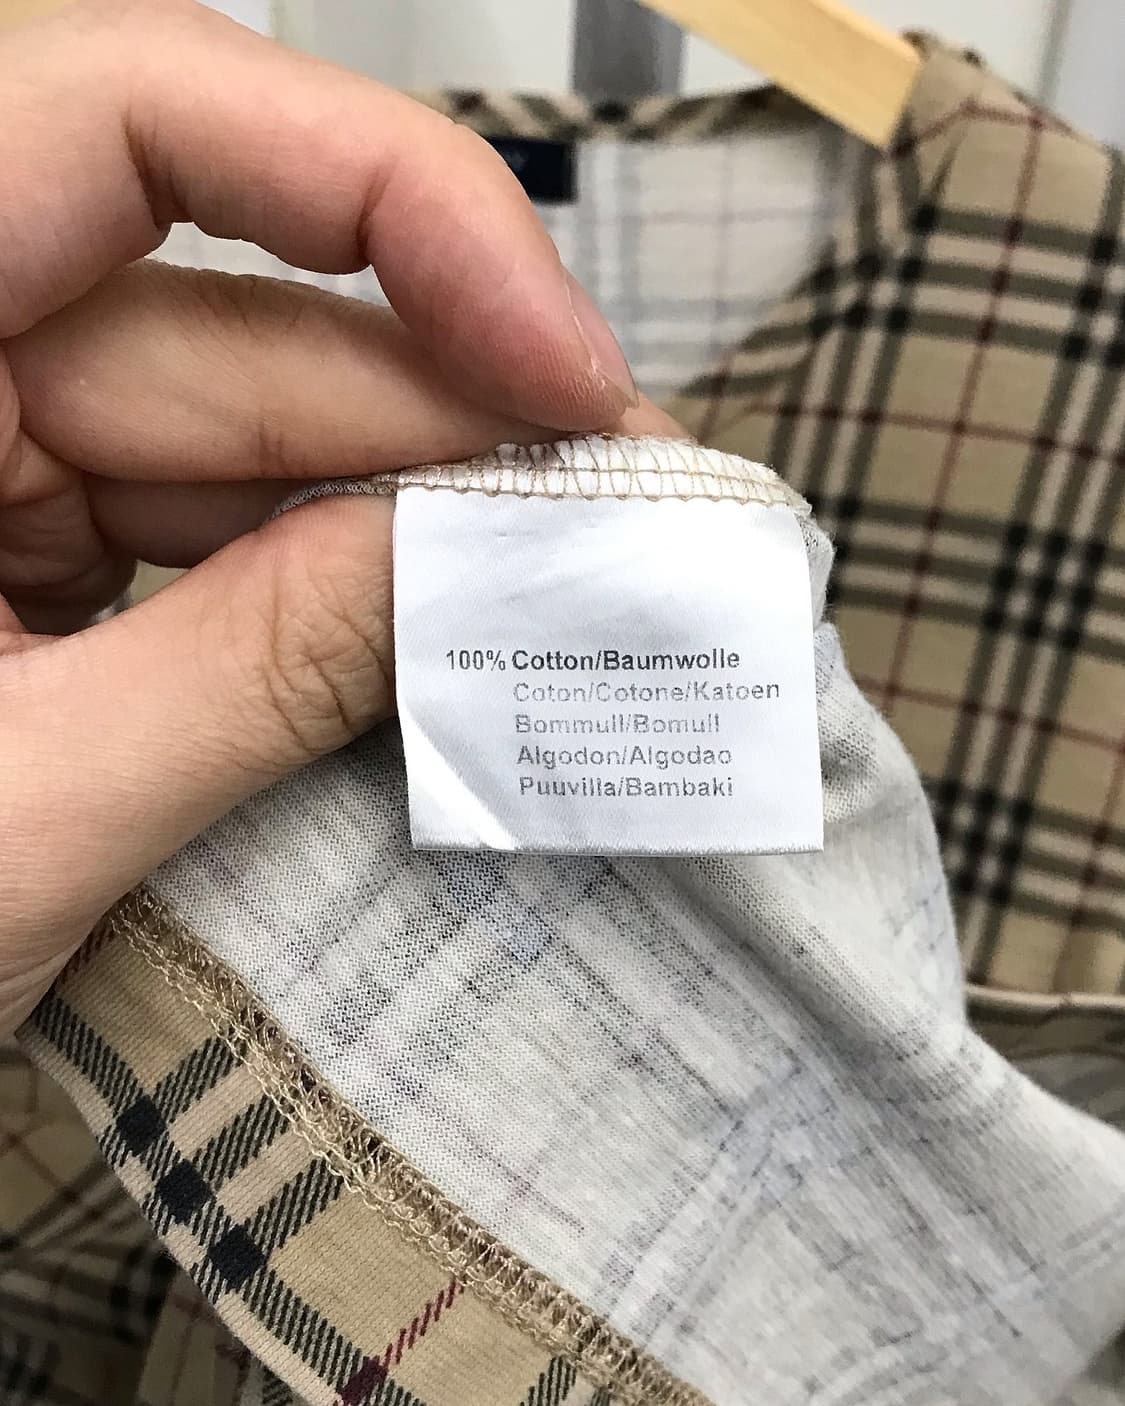 100% Cotton/Baumwolle
Coton/Cotone/Katoen
Bommull/Bomull
Algodon/Algodao
Puuvilla/Bambaki